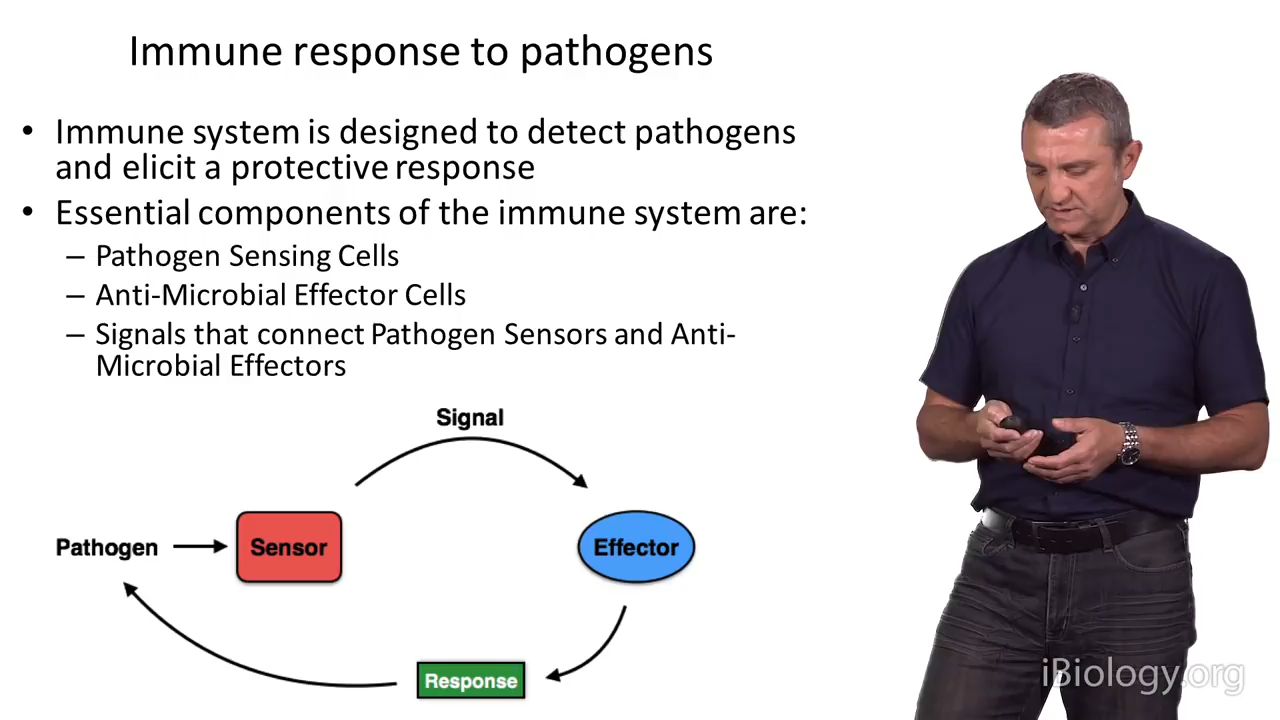 Immune response to pathogens
• Immune system is designed to detect pathogens
and elicit a protective response
• Essential components of the immune system are:
– Pathogen Sensing Cells
– Anti-Microbial Effector Cells
– Signals that connect Pathogen Sensors and Anti-
Microbial Effectors
Signal
Pathogen
Sensor
Effector
Response
iBiology.org